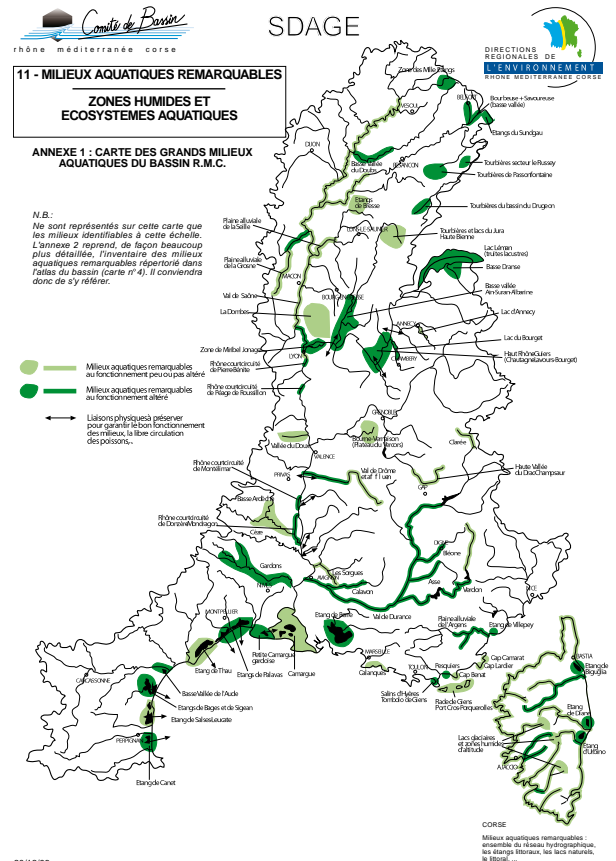 Comité de Bassin
rhône méditerranée corse
SDAGE
DIRECTIONS
REGIONALES DE
L'ENVIRONNEMENT
RHONE MEDITERRANEE CORSE
11 - MILIEUX AQUATIQUES REMARQUABLES
ZONES HUMIDES ET
ECOSYSTEMES AQUATIQUES
ANNEXE 1 : CARTE DES GRANDS MILIEUX
AQUATIQUES DU BASSIN R.M.C.
N.B.:
Ne sont représentés sur cette carte que
les milieux identifiables à cette échelle.
L'annexe 2 reprend, de façon beaucoup
plus détaillée, l'inventaire des milieux
aquatiques remarquables répertorié dans
l'atlas du bassin (carte n°4). Il conviendra
donc de s'y référer.
Milieux aquatiques remarquables
au fonctionnement peu ou pas altéré
Milieux aquatiques remarquables
au fonctionnement altéré
Liaisons physiques à préserver
pour garantir le bon fonctionnement
des milieux, la libre circulation
des poissons,...
Zone des Mille Etangs
VESOUL
BELFORT
Bourbeuse + Savoureuse
(basse vallée)
Etangs du Sundgau
DIJON
Basse Vallée
du Doubs
BESANCON
Tourbières secteur le Russey
Tourbières de Passonfontaine
Etangs de
Bresse
Tourbières du bassin du Drugeon
Plaine alluviale
de la Seille
LONS-LE-SAUNIER
Tourbières et lacs du Jura
Haute Bienne
Plaine alluviale
de la Grosne
MACON
Lac Léman
(truites lacustres)
Basse Dranse
Val de Saône
BOURG-EN-BRESSE
Basse vallée
Ain-Suran-Albarine
La Dombes
ANNECY
Lac d'Annecy
Zone de Miribel Jonage
LYON
Lac du Bourget
CHAMBERY
Haut Rhône Guiers
(Chautagne lavours-Bourget)
Rhône court circuité
de Pierre-Bénite
Rhône court circuité
de Péage de Roussillon
GRENOBLE
Vallée du Doux
Bourne-Vernaison
(Plateau du Vercors)
Clarée
VALENCE
Rhône court circuité
de Montélimar
PRIVAS
Val de Drôme
et affluent
GAP
Haute Vallée
du Drac Champsaur
Basse Ardèche
Rhône court circuité
de Donzère Mondragon
Cèze
DIGNE
Bléone
Gardons
Les Sorgues
AVIGNON
NIMES
Calavon
Asse
Verdon
NICE
Val de Durance
MONTPELLIER
Etang de Berre
Plaine alluviale
de l'Argens
Etang de Villepey
MARSEILLE
Petite Camargue
gardoise
Camargue
Calanques
TOULON
Pesquiers
Cap Camarat
Cap Lardier
Cap Benat
Etang de Thau
Etangs de Palavas
Salins d'Hyères
Tombolo de Giens
Rade de Giens
Port Cros-Porquerolles
CARCASSONNE
Basse Vallée de l'Aude
Etangs de Bages et de Sigean
Etang de Salses Leucate
PERPIGNAN
Etang de Canet
BASTIA
Etang de
Biguglia
Etang
de Diane
Etang
d'Urbino
Lacs glaciaires
et zones humides
d'altitude
AJACCIO
CORSE
Milieux aquatiques remarquables :
ensemble du réseau hydrographique,
les étangs littoraux, les lacs naturels,
le littoral, ...